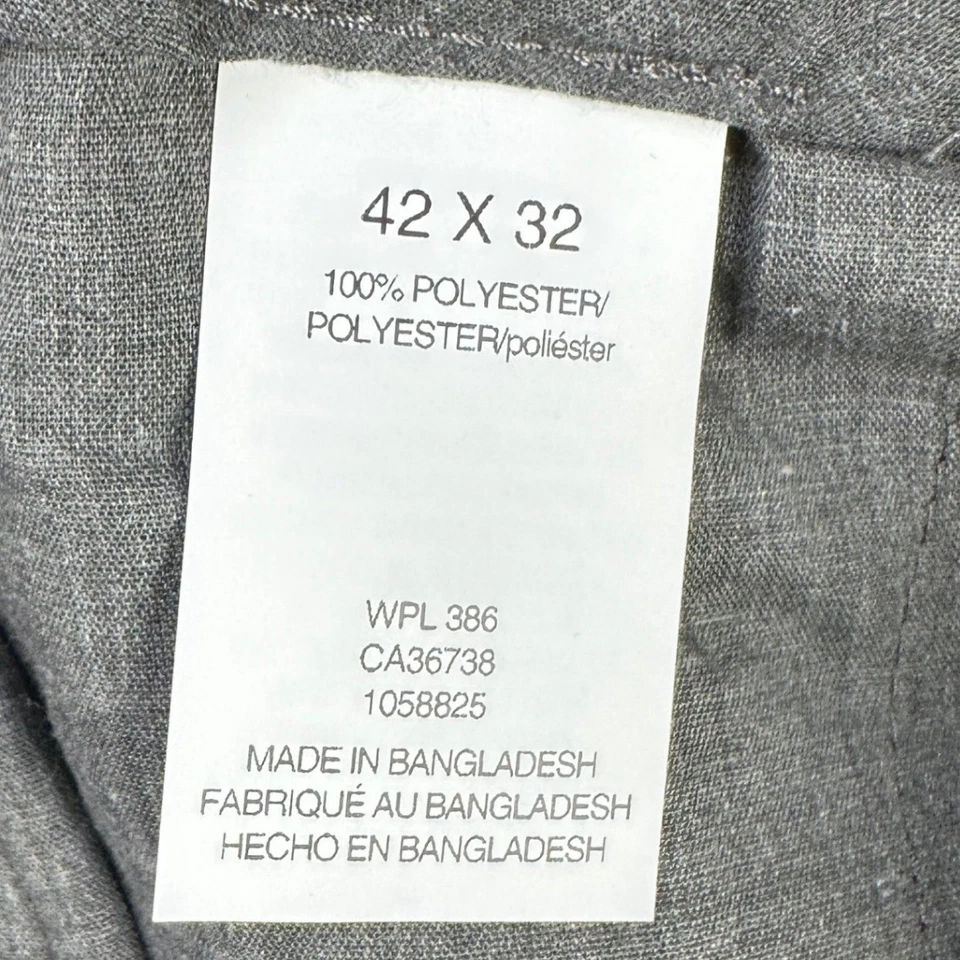 42 X 32
100% POLYESTER/
POLYESTER/poliéster
WPL 386
CA36738
1058825
MADE IN BANGLADESH
FABRIQUÉ AU BANGLADESH
HECHO EN BANGLADESH